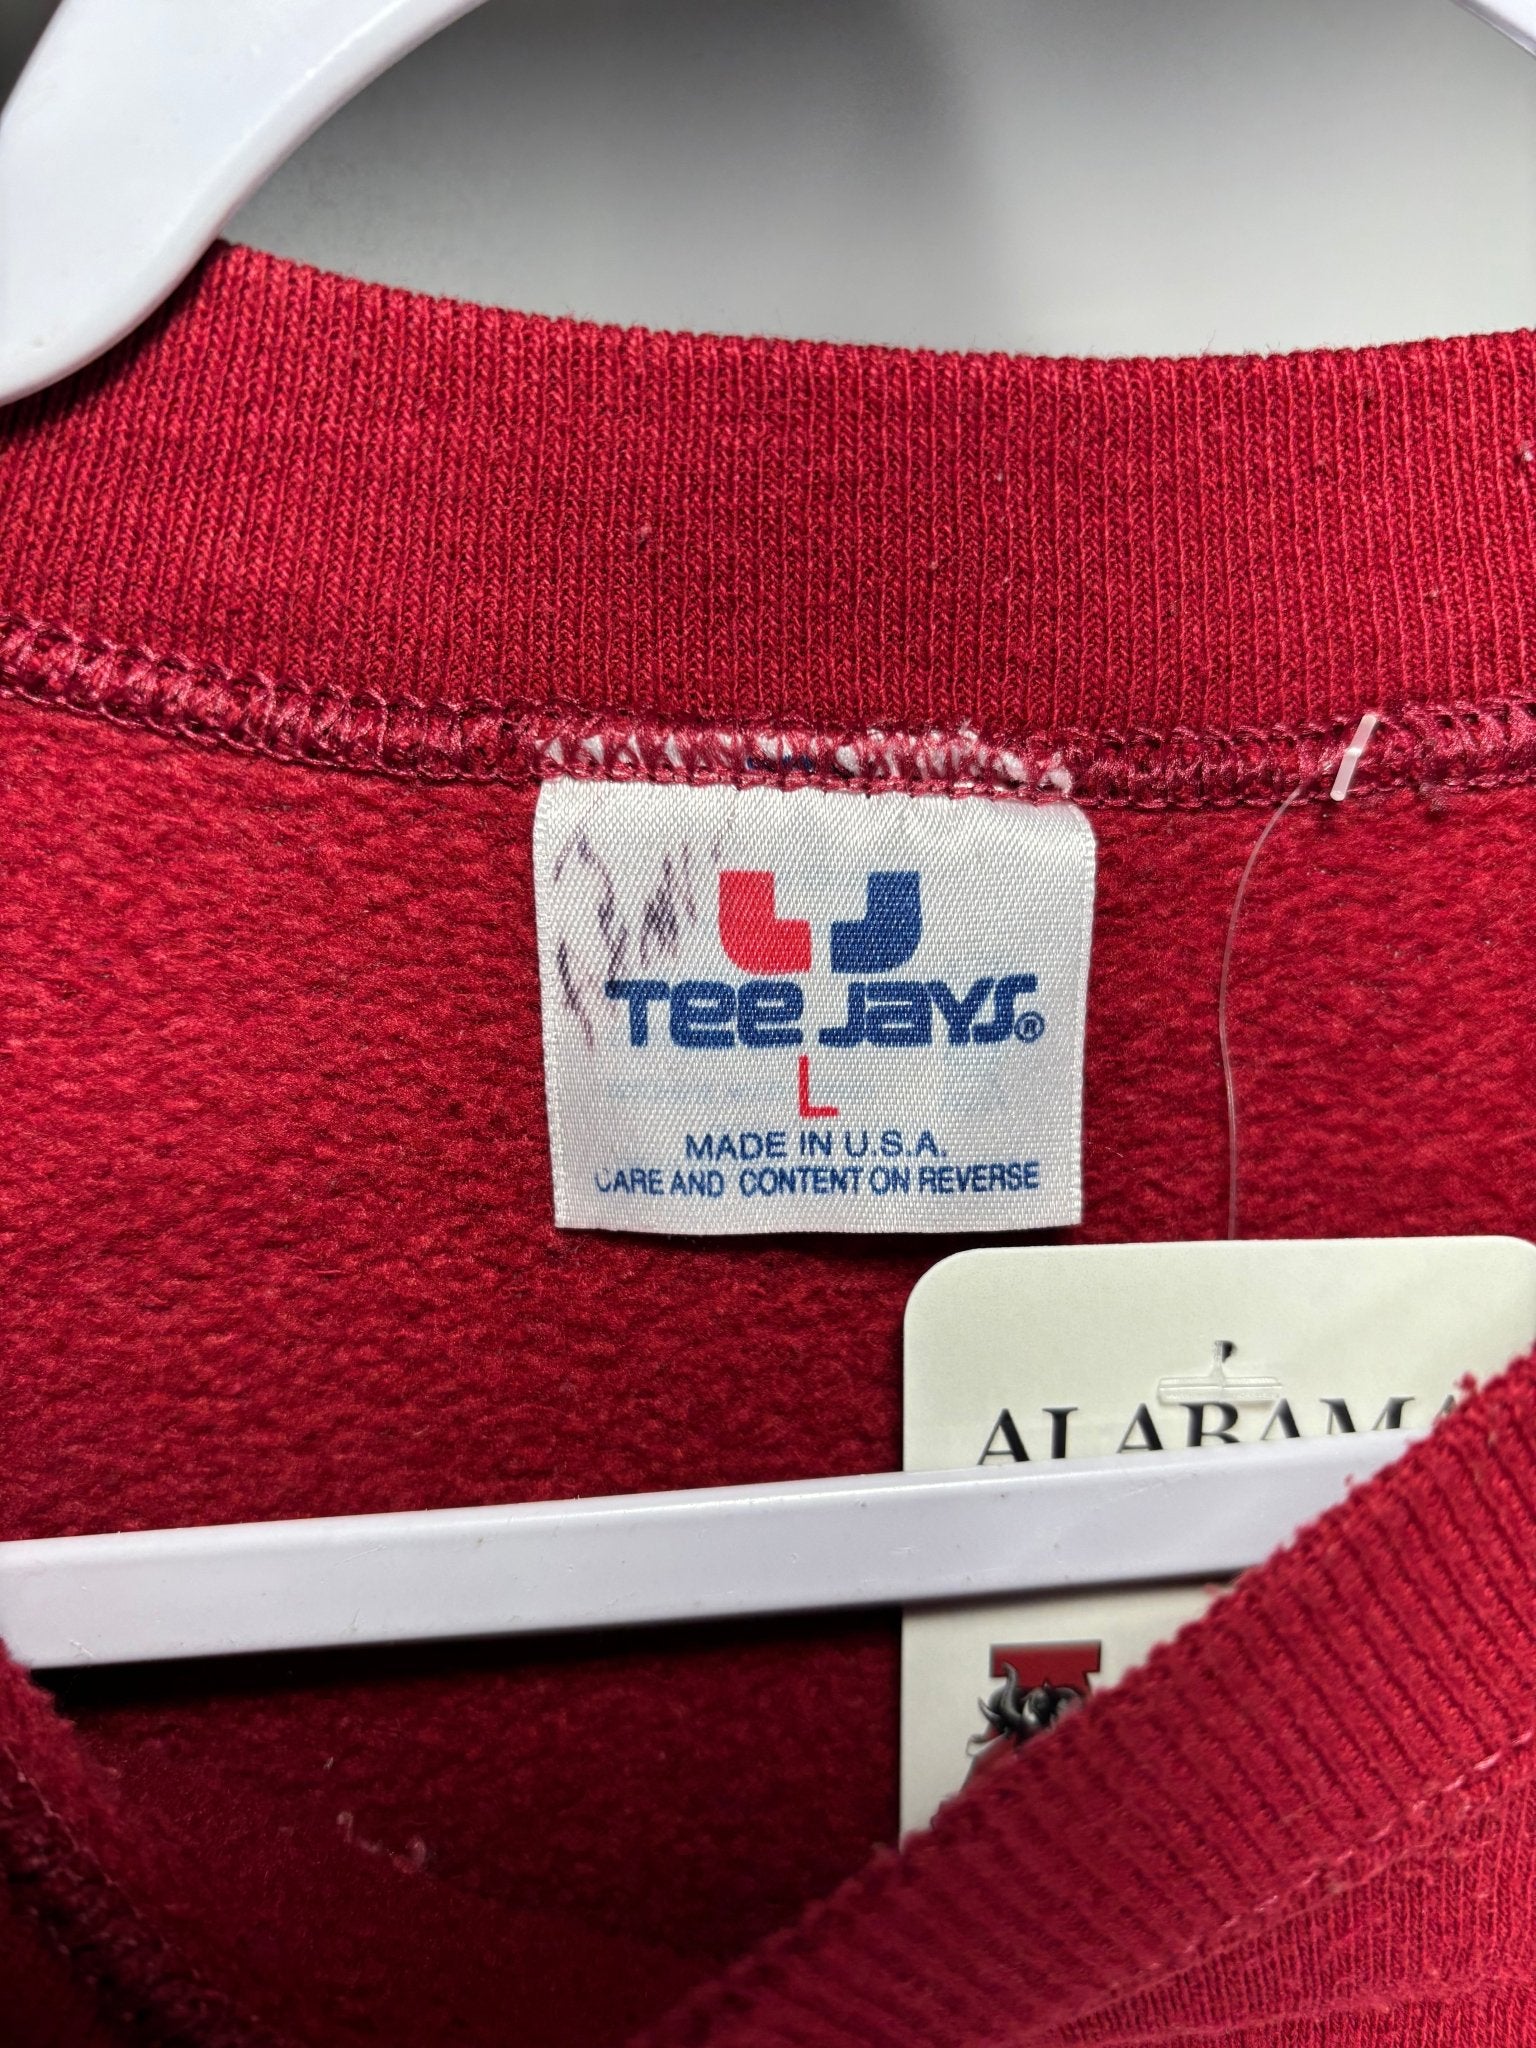 TEE JAYS®
L
MADE IN U.S.A.
CARE AND CONTENT ON REVERSE
ALABAMA